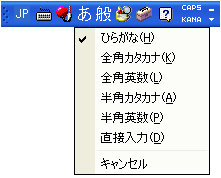 JP あ 般 ? CAPS
KANA
ひらがな(H)
全角カタカナ(K)
全角英数(L)
半角カタカナ(A)
半角英数(P)
直接入力(D)
キャンセル